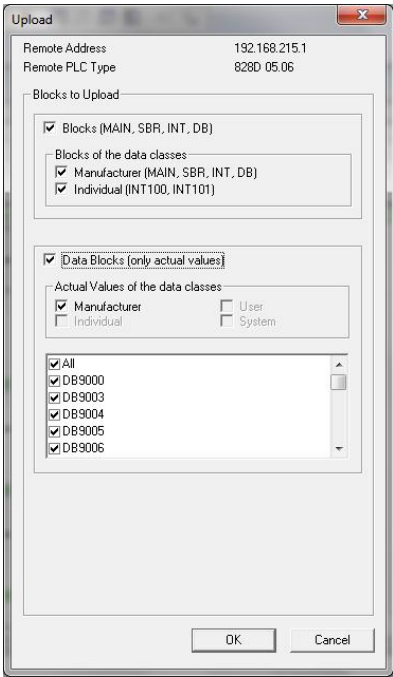 Upload
Remote Address 192.168.215.1
Remote PLC Type 828D 05.06
Blocks to Upload
Blocks (MAIN, SBR, INT, DB)
Blocks of the data classes
Manufacturer (MAIN, SBR, INT, DB)
Individual (INT100, INT101)
Data Blocks (only actual values)
Actual Values of the data classes
Manufacturer User
Individual System
All
DB9000
DB9003
DB9004
DB9005
DB9006
OK Cancel